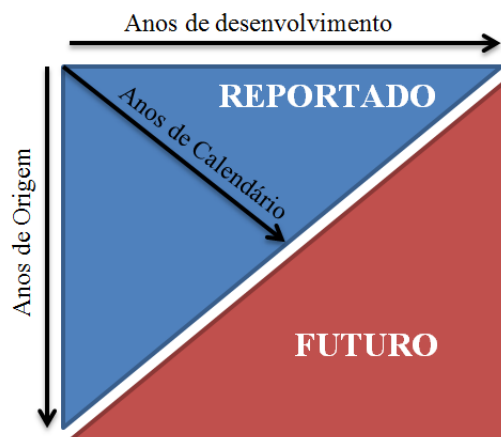 Anos de desenvolvimento
REPORTADO
Anos de Calendário
Anos de Origem
FUTURO